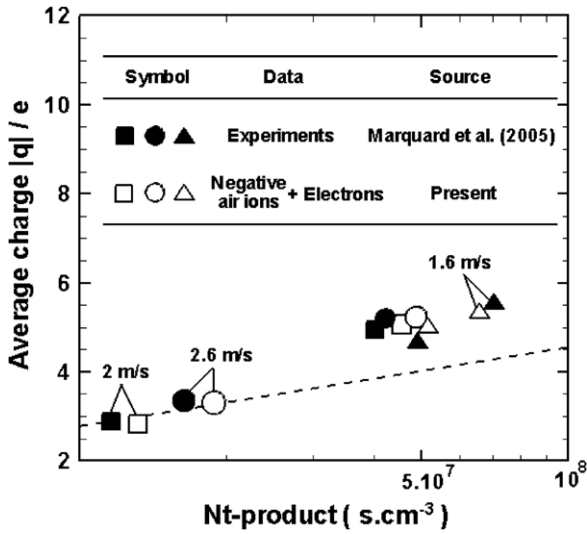 12
10
8
6
4
2
Average charge |q| / e
Symbol Data Source
Experiments Marquard et al. (2005)
Negative
air ions + Electrons Present
1.6 m/s
2.6 m/s
2 m/s
5.10⁷ 10⁸
Nt-product ( s.cm⁻³ )